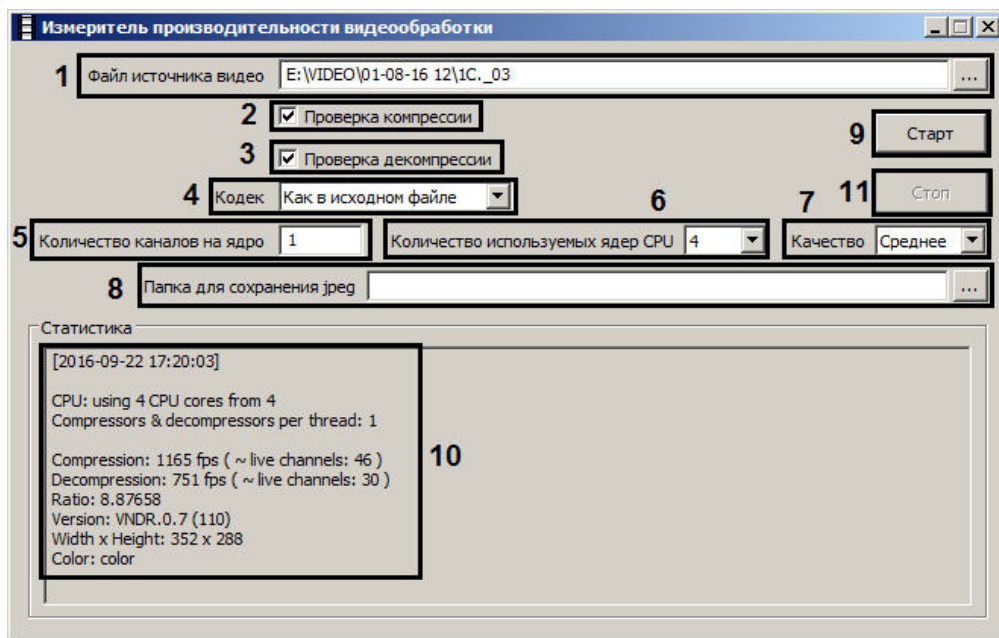 Измеритель производительности видеообработки
1 Файл источника видео E:\VIDEO\01-08-16 12\1C._03 ...
2 Проверка компрессии
9 Старт
3 Проверка декомпрессии
4 Кодек Как в исходном файле
6
7
11 Стоп
5 Количество каналов на ядро 1
Количество используемых ядер CPU 4
Качество Среднее
8 Папка для сохранения jpeg ...
Статистика
[2016-09-22 17:20:03]
CPU: using 4 CPU cores from 4
Compressors & decompressors per thread: 1
Compression: 1165 fps ( ~ live channels: 46 )
10
Decompression: 751 fps ( ~ live channels: 30 )
Ratio: 8.87658
Version: VNDR.0.7 (110)
Width x Height: 352 x 288
Color: color